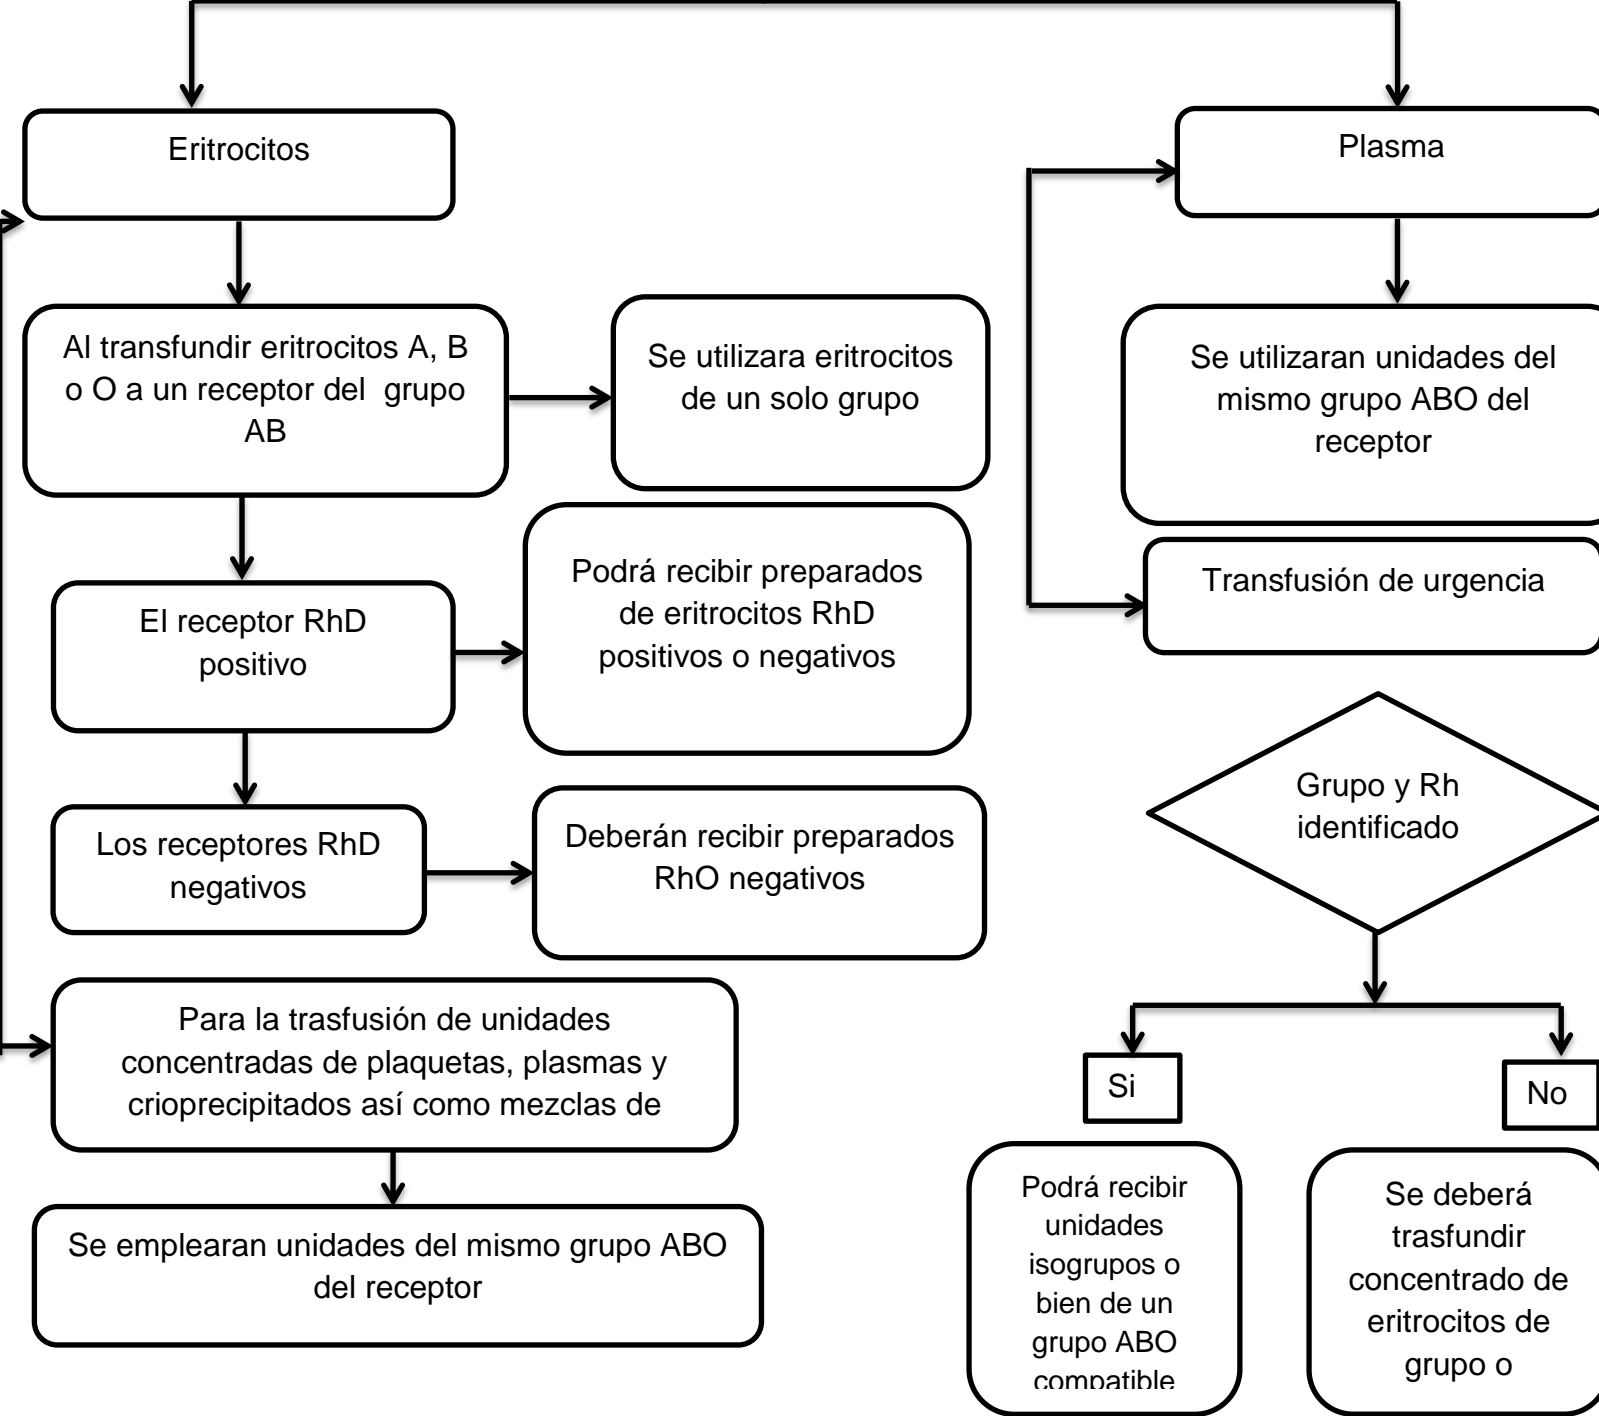 Eritrocitos
Al transfundir eritrocitos A, B
o O a un receptor del grupo
AB
Se utilizara eritrocitos
de un solo grupo
El receptor RhD
positivo
Podrá recibir preparados
de eritrocitos RhD
positivos o negativos
Los receptores RhD
negativos
Deberán recibir preparados
RhO negativos
Para la trasfusión de unidades
concentradas de plaquetas, plasmas y
crioprecipitados así como mezclas de
Se emplearan unidades del mismo grupo ABO
del receptor
Plasma
Se utilizaran unidades del
mismo grupo ABO del
receptor
Transfusión de urgencia
Grupo y Rh
identificado
Si
No
Podrá recibir
unidades
isogrupos o
bien de un
grupo ABO
compatible
Se deberá
trasfundir
concentrado de
eritrocitos de
grupo o